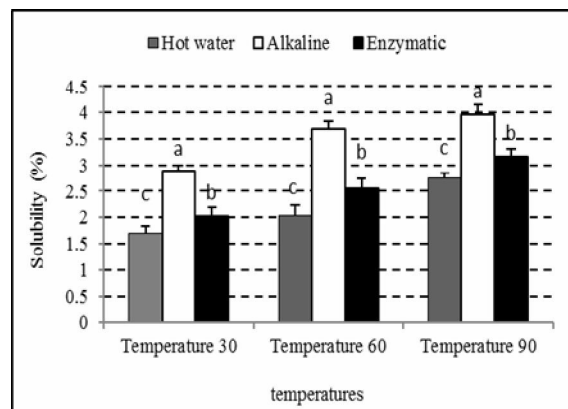 Hot water Alkaline Enzymatic
Solubility (%)
4.5
4
3.5
3
2.5
2
1.5
1
0.5
0
c a b
c a b
c a b
Temperature 30 Temperature 60 Temperature 90
temperatures